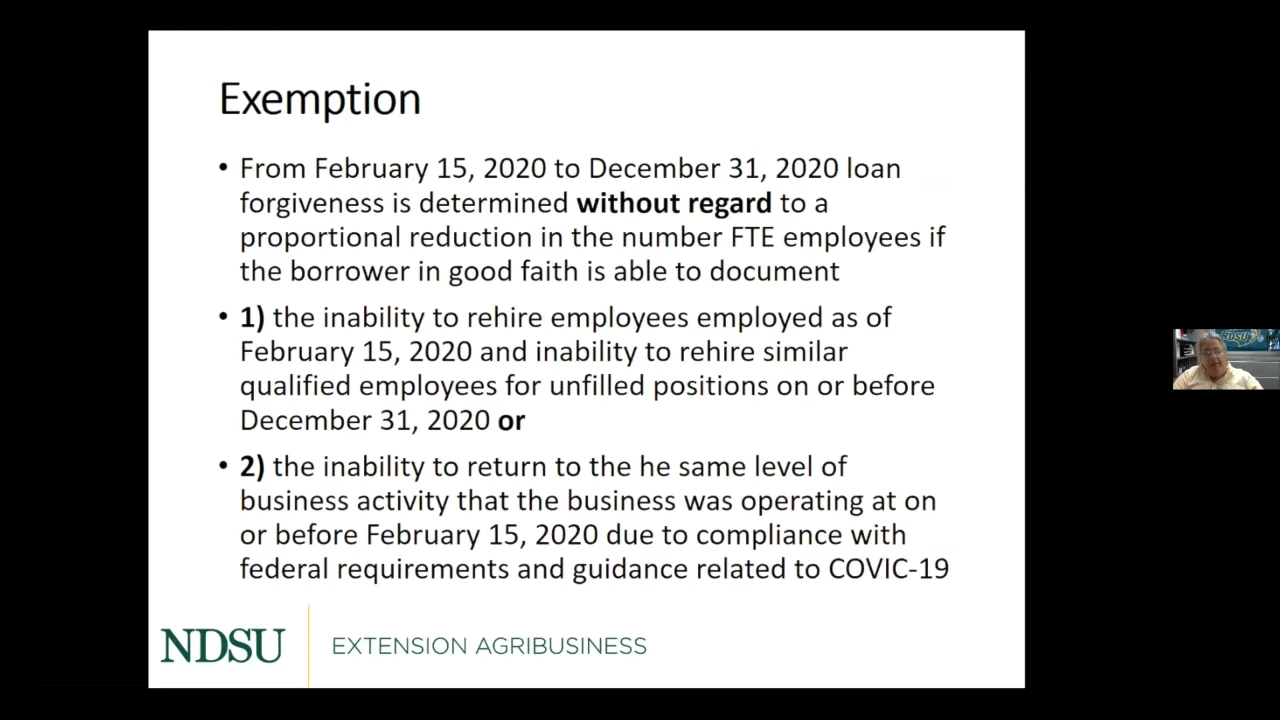 Exemption
• From February 15, 2020 to December 31, 2020 loan
forgiveness is determined without regard to a
proportional reduction in the number FTE employees if
the borrower in good faith is able to document
• 1) the inability to rehire employees employed as of
February 15, 2020 and inability to rehire similar
qualified employees for unfilled positions on or before
December 31, 2020 or
• 2) the inability to return to the he same level of
business activity that the business was operating at on
or before February 15, 2020 due to compliance with
federal requirements and guidance related to COVIC-19
NDSU EXTENSION AGRIBUSINESS
NDSU